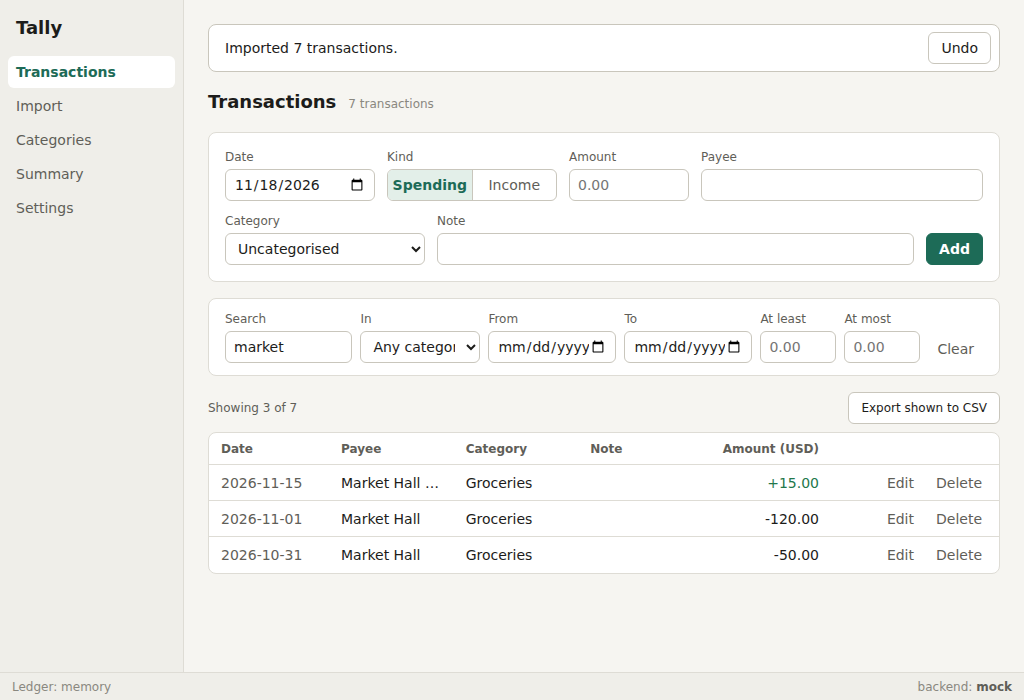 Tally
Transactions
Import
Categories
Summary
Settings
Imported 7 transactions.
Undo
Transactions 7 transactions
Date Kind Amount Payee
11/18/2026 Spending Income 0.00
Category Note
Uncategorised Add
Search In From To At least At most
market Any categor mm/dd/yyyy mm/dd/yyyy 0.00 0.00 Clear
Showing 3 of 7 Export shown to CSV
Date Payee Category Note Amount (USD)
2026-11-15 Market Hall … Groceries +15.00 Edit Delete
2026-11-01 Market Hall Groceries -120.00 Edit Delete
2026-10-31 Market Hall Groceries -50.00 Edit Delete
Ledger: memory backend: mock